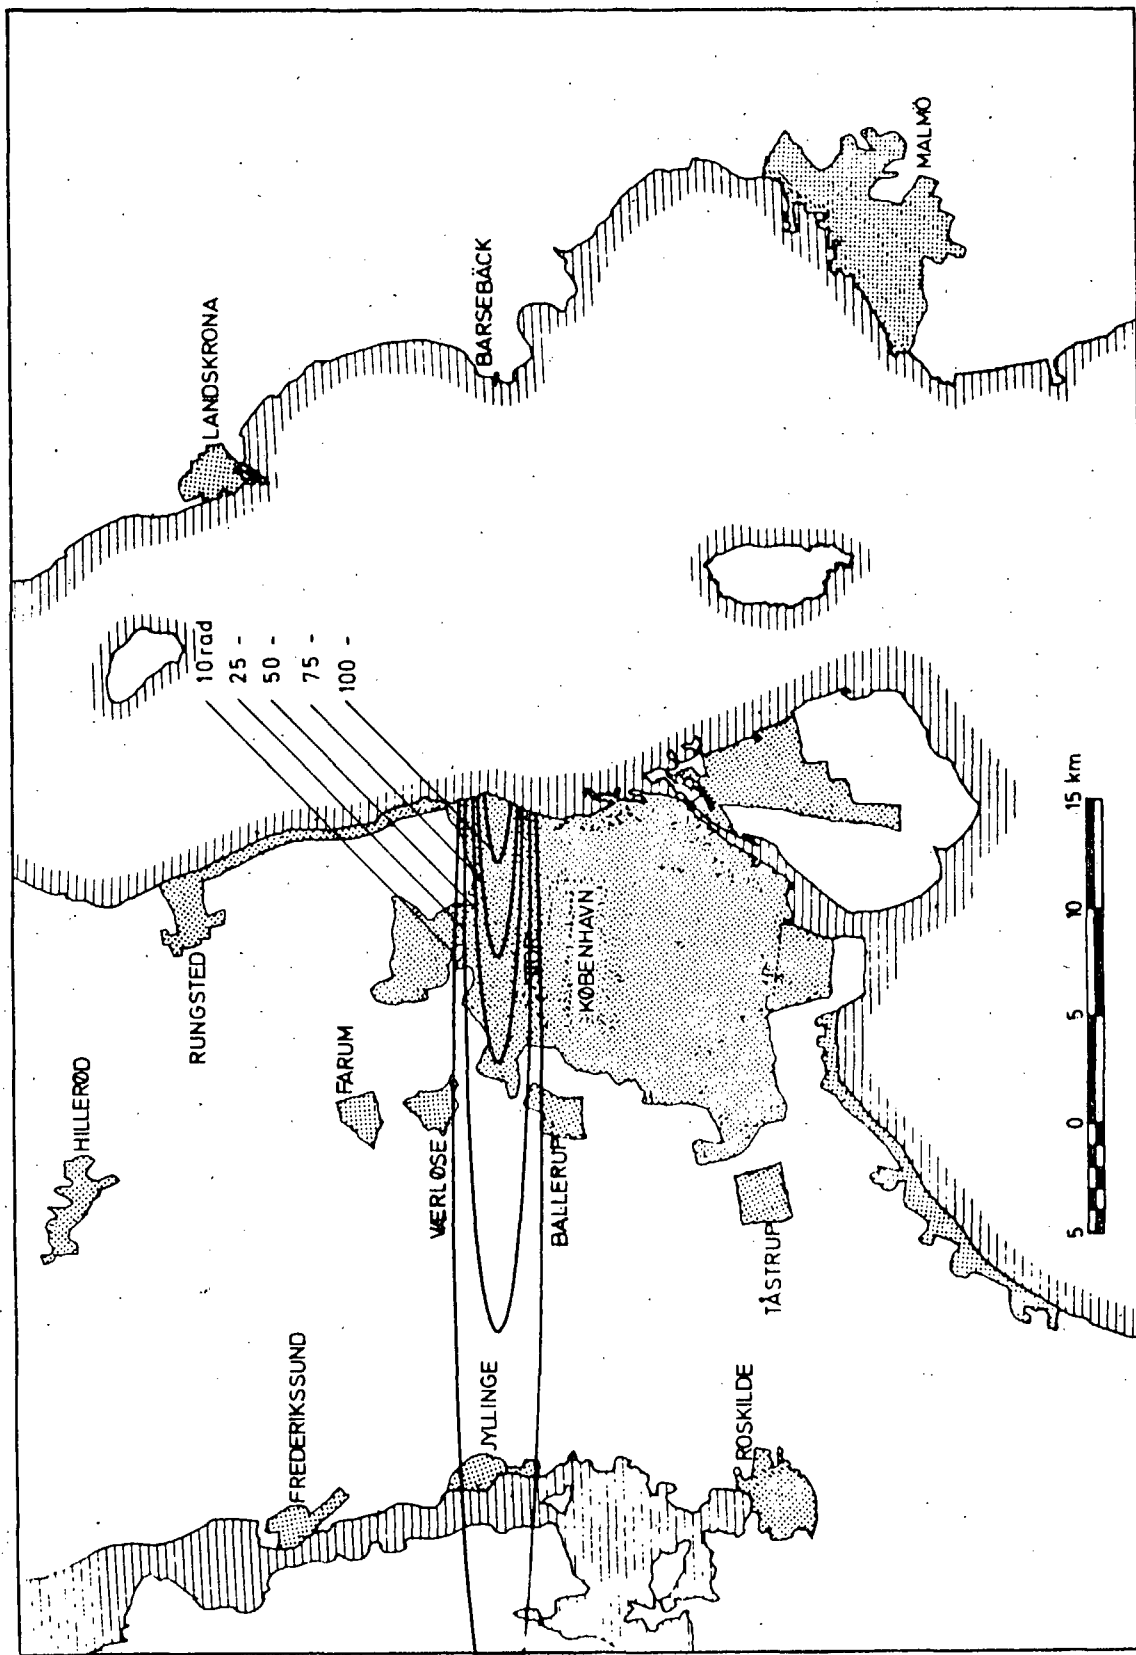 HILLERØD
RUNGSTED
LANDSKRONA
FARUM
10 rad
25 -
50 -
75 -
100 -
FREDERIKSSUND
VÆRLØSE
BARSEBÄCK
JYLLINGE
BALLERUP
KØBENHAVN
ROSKILDE
TÅSTRUP
MALMÖ
5 0 5 10 15 km